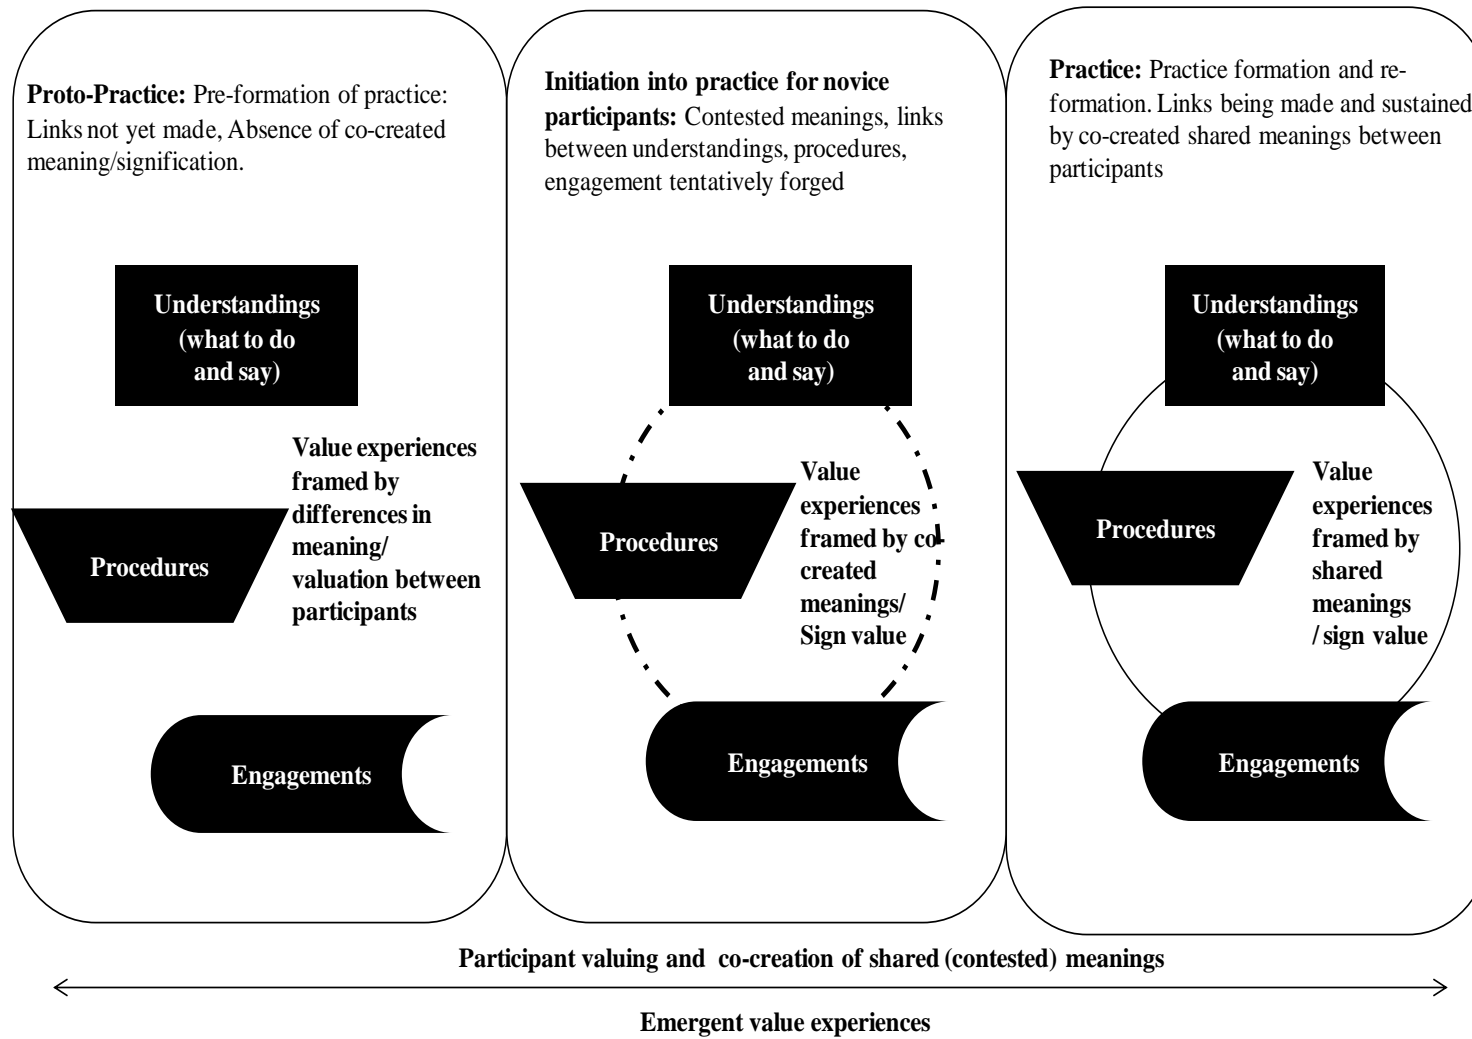 Proto-Practice: Pre-formation of practice:
Links not yet made, Absence of co-created
meaning/signification.
Understandings
(what to do
and say)
Value experiences
framed by
differences in
meaning/
valuation between
participants
Procedures
Engagements
Initiation into practice for novice
participants: Contested meanings, links
between understandings, procedures,
engagement tentatively forged
Understandings
(what to do
and say)
Procedures
Value
experiences
framed by co-
created
meanings/
Sign value
Engagements
Practice: Practice formation and re-
formation. Links being made and sustained
by co-created shared meanings between
participants
Understandings
(what to do
and say)
Procedures
Value
experiences
framed by
shared
meanings
/ sign value
Engagements
Participant valuing and co-creation of shared (contested) meanings
Emergent value experiences